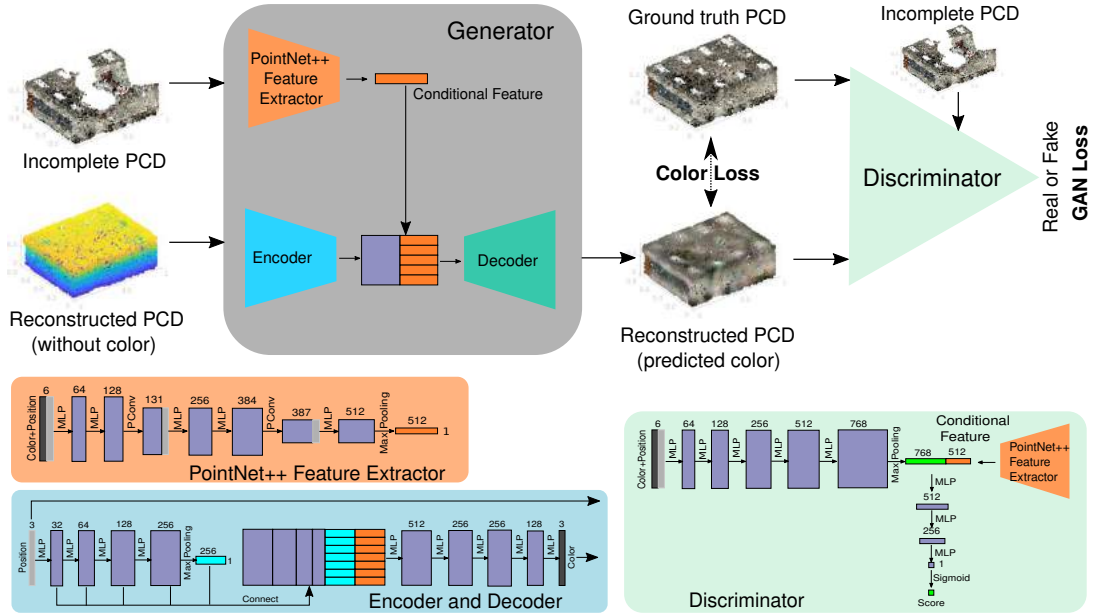 Generator
PointNet++
Feature
Extractor
Conditional Feature
Incomplete PCD
Encoder
Decoder
Reconstructed PCD
(without color)
Ground truth PCD
Incomplete PCD
Color Loss
Discriminator
Real or Fake
GAN Loss
Reconstructed PCD
(predicted color)
Color+Position
6
MLP
64
MLP
128
PConv
131
MLP
256
MLP
384
PConv
387
MLP
512
Max Pooling
512
1
PointNet++ Feature Extractor
Position
3
MLP
32
MLP
64
MLP
128
MLP
256
Max Pooling
256
1
Connect
MLP
512
MLP
256
MLP
256
MLP
128
MLP
3
Color
Encoder and Decoder
Color+Position
6
MLP
64
MLP
128
MLP
256
MLP
512
MLP
768
Max Pooling
Conditional
Feature
768
512
PointNet++
Feature
Extractor
MLP
512
MLP
256
MLP
1
Sigmoid
Score
Discriminator